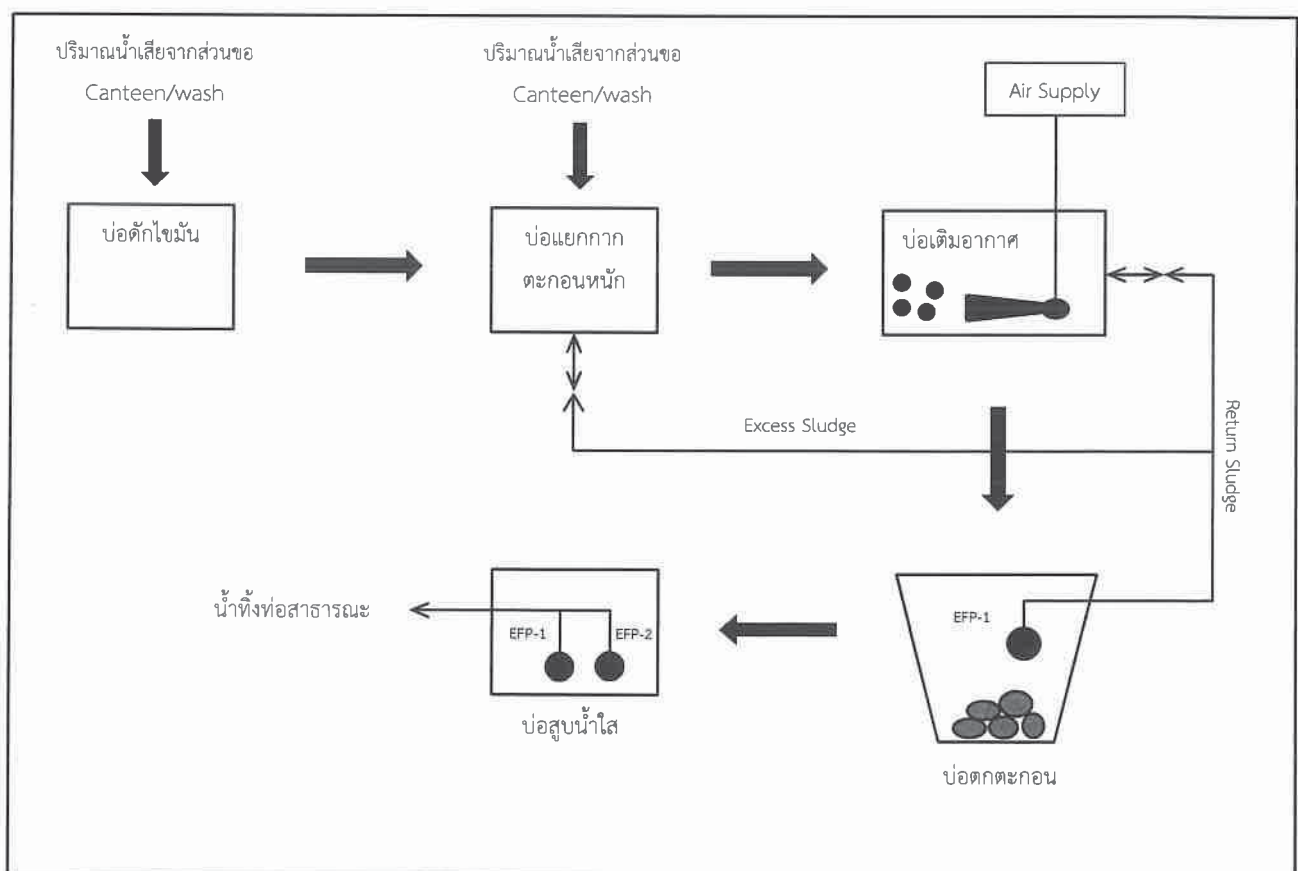 ปริมาณน้ำเสียจากส่วนขอ
Canteen/wash
ปริมาณน้ำเสียจากส่วนขอ
Canteen/wash
Air Supply
บ่อดักไขมัน
บ่อแยกกาก
ตะกอนหนัก
บ่อเติมอากาศ
Excess Sludge
Return Sludge
น้ำทิ้งท่อสาธารณะ
EFP-1
EFP-2
บ่อสูบน้ำใส
EFP-1
บ่อตกตะกอน